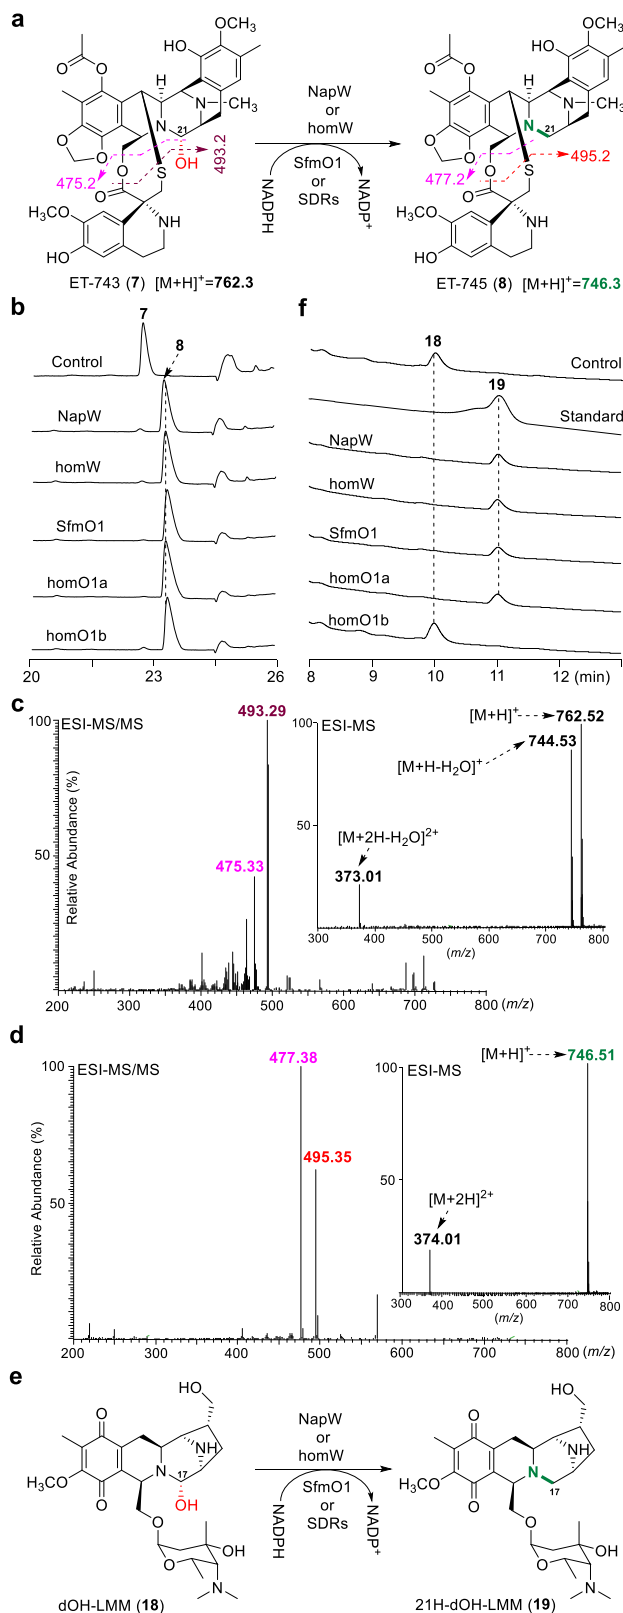 a
OCH₃
HO
O
O
H
N
CH₃
N
21
O
O
OH
493.2
475.2
O
S
O
CH₃O
NH
HO
ET-743 (7) [M+H]⁺=762.3
NapW
or
homW
NADPH
SfmO1
or
SDRs
NADP⁺
OCH₃
HO
O
O
H
N
CH₃
N
21
O
O
495.2
477.2
O
S
O
CH₃O
NH
HO
ET-745 (8) [M+H]⁺=746.3
b
7
8
Control
NapW
homW
SfmO1
homO1a
homO1b
20
23
26
f
18
Control
19
Standard
NapW
homW
SfmO1
homO1a
homO1b
8
9
10
11
12 (min)
c
ESI-MS/MS
493.29
475.33
Relative Abundance (%)
100
50
200
300
400
500
600
700
800 (m/z)
ESI-MS
[M+H]⁺
762.52
744.53
[M+H-H₂O]⁺
[M+2H-H₂O]²⁺
373.01
100
50
300
400
500
600
700
800
(m/z)
d
ESI-MS/MS
477.38
495.35
Relative Abundance (%)
100
50
200
300
400
500
600
700
800 (m/z)
ESI-MS
[M+H]⁺
746.51
[M+2H]²⁺
374.01
100
50
300
400
500
600
700
800
(m/z)
e
HO
O
NH
N
17
CH₃O
O
OH
O
O
OH
N
dOH-LMM (18)
NapW
or
homW
NADPH
SfmO1
or
SDRs
NADP⁺
HO
O
NH
N
17
CH₃O
O
O
O
OH
N
21H-dOH-LMM (19)